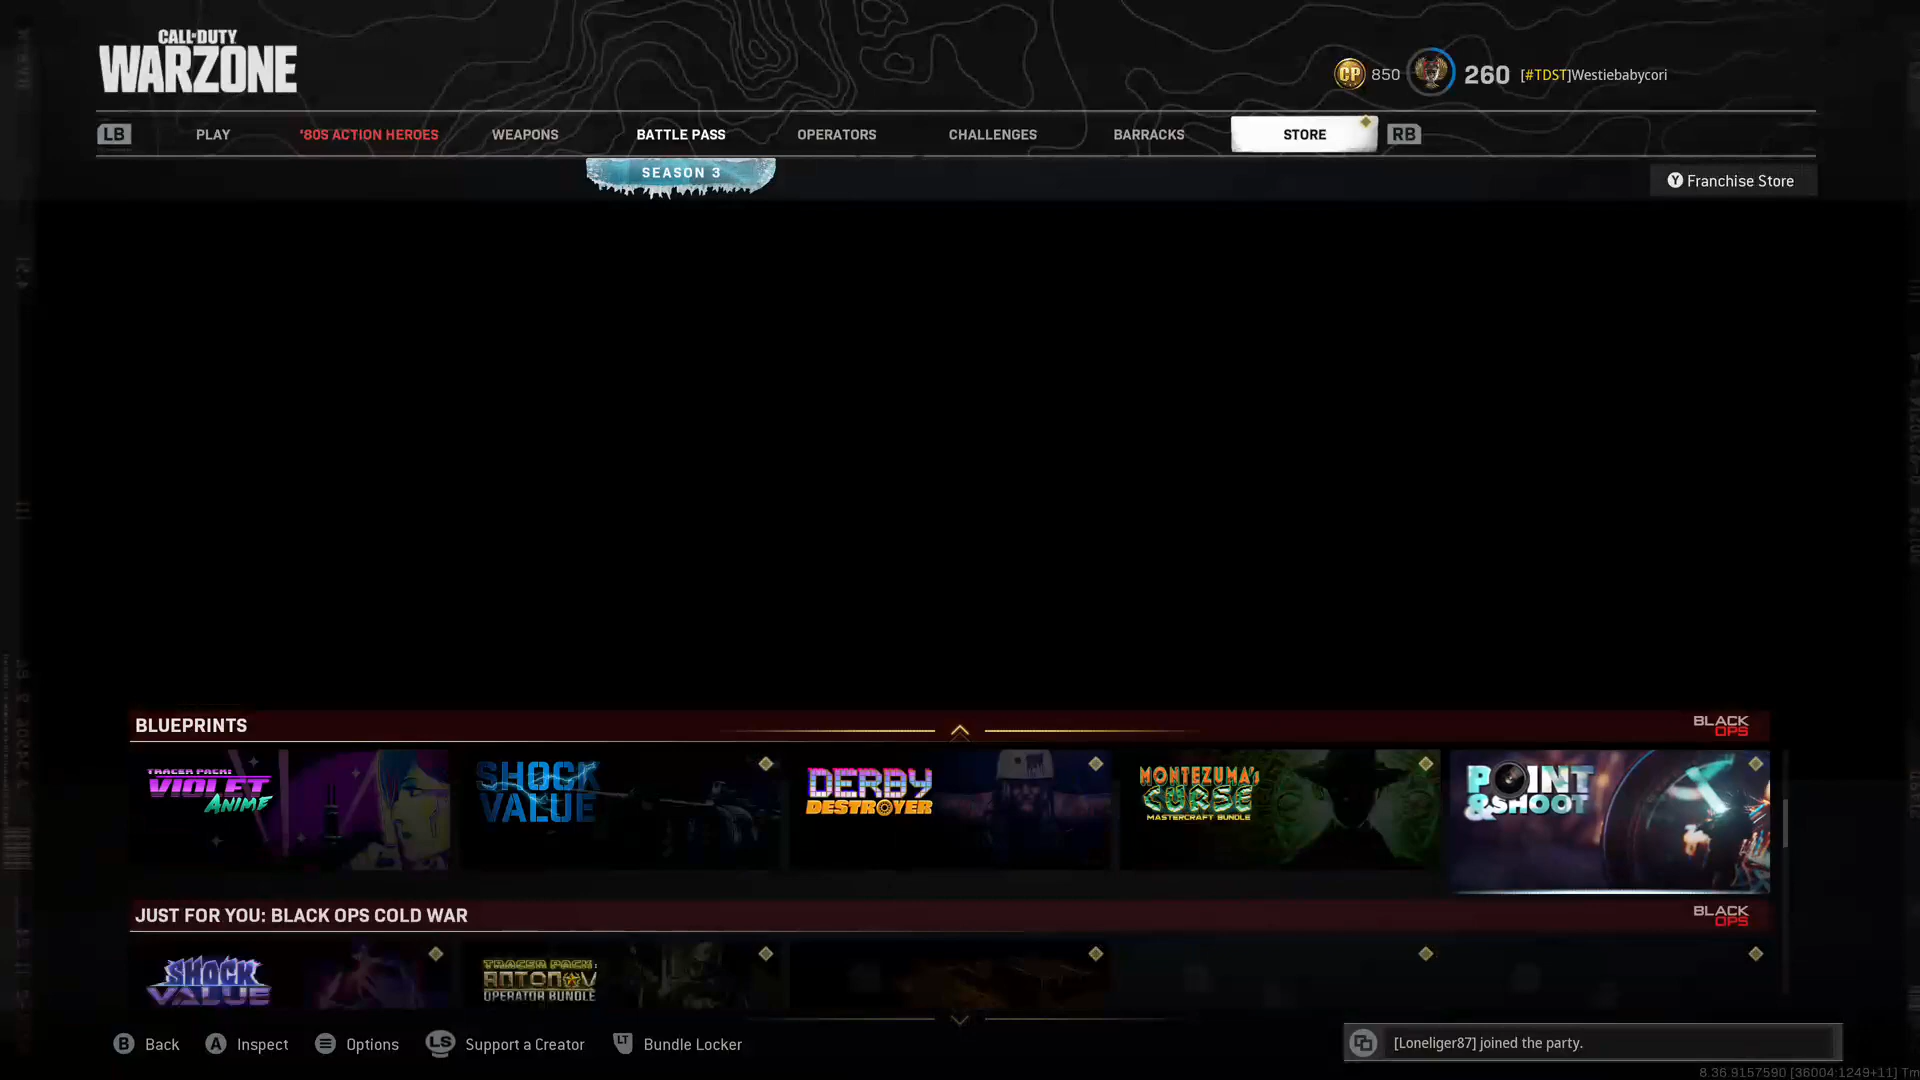 CALL OF DUTY
WARZONE
CP 850 260 [#TDST]Westiebabycori
LB PLAY '80S ACTION HEROES WEAPONS BATTLE PASS OPERATORS CHALLENGES BARRACKS STORE RB
SEASON 3
Y Franchise Store
BLUEPRINTS
BLACK OPS
TRACER PACK:
VIOLET
ANIME
SHOCK
VALUE
DERBY
DESTROYER
MONTEZUMA'S
CURSE
MASTERCRAFT BUNDLE
POINT
&SHOOT
JUST FOR YOU: BLACK OPS COLD WAR
BLACK OPS
SHOCK
VALUE
TRACER PACK:
ANTONOV
OPERATOR BUNDLE
B Back A Inspect Options LS Support a Creator LT Bundle Locker
[Loneliger87] joined the party.
8.36.9157590 [36004:1249+11] Tm